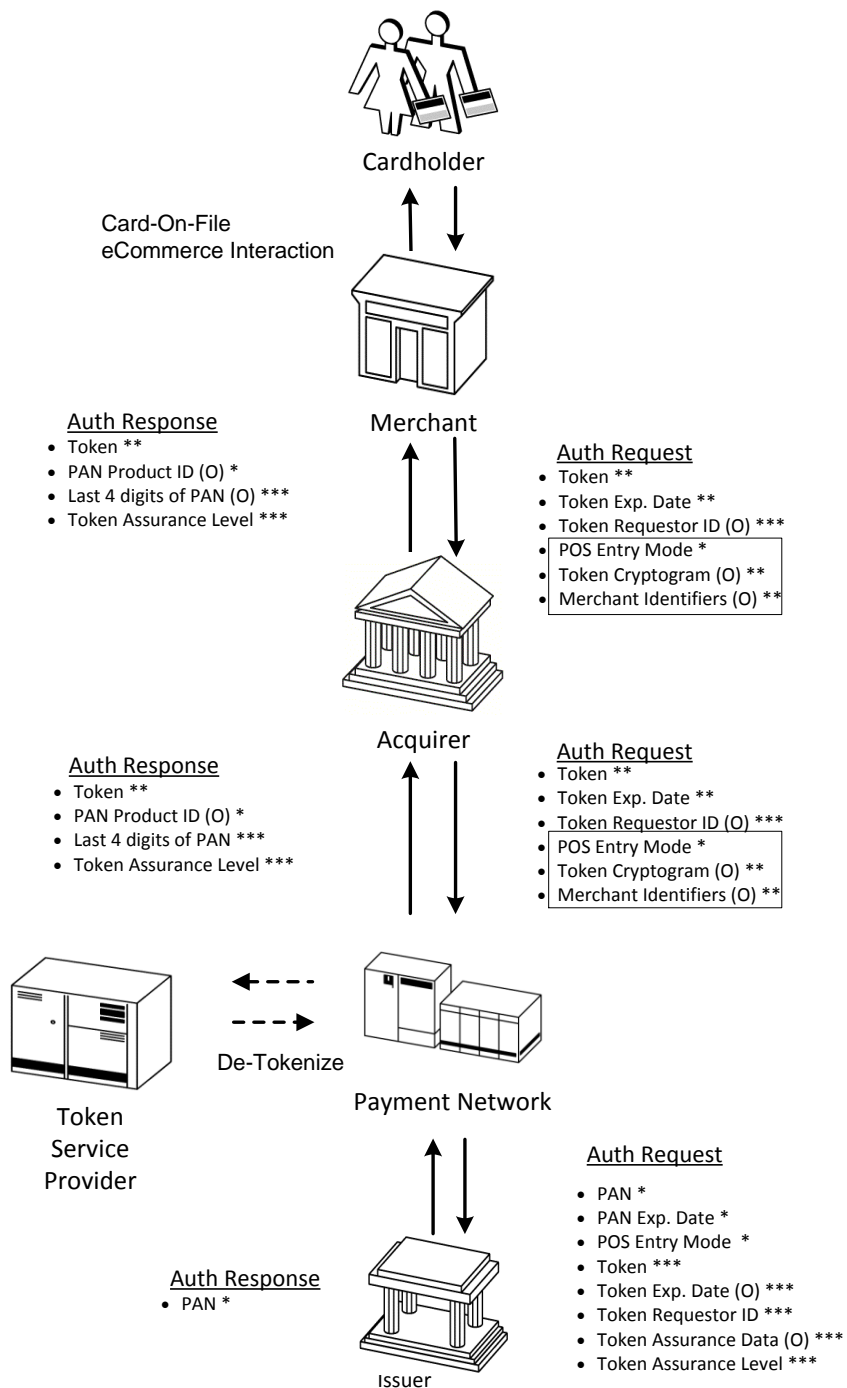 Cardholder
Card-On-File
eCommerce Interaction
Merchant
Auth Response
• Token **
• PAN Product ID (O) *
• Last 4 digits of PAN (O) ***
• Token Assurance Level ***
Auth Request
• Token **
• Token Exp. Date **
• Token Requestor ID (O) ***
• POS Entry Mode *
• Token Cryptogram (O) **
• Merchant Identifiers (O) **
Acquirer
Auth Response
• Token **
• PAN Product ID (O) *
• Last 4 digits of PAN ***
• Token Assurance Level ***
Auth Request
• Token **
• Token Exp. Date **
• Token Requestor ID (O) ***
• POS Entry Mode *
• Token Cryptogram (O) **
• Merchant Identifiers (O) **
De-Tokenize
Token
Service
Provider
Payment Network
Auth Request
• PAN *
• PAN Exp. Date *
• POS Entry Mode *
• Token ***
• Token Exp. Date (O) ***
• Token Requestor ID ***
• Token Assurance Data (O) ***
• Token Assurance Level ***
Auth Response
• PAN *
Issuer